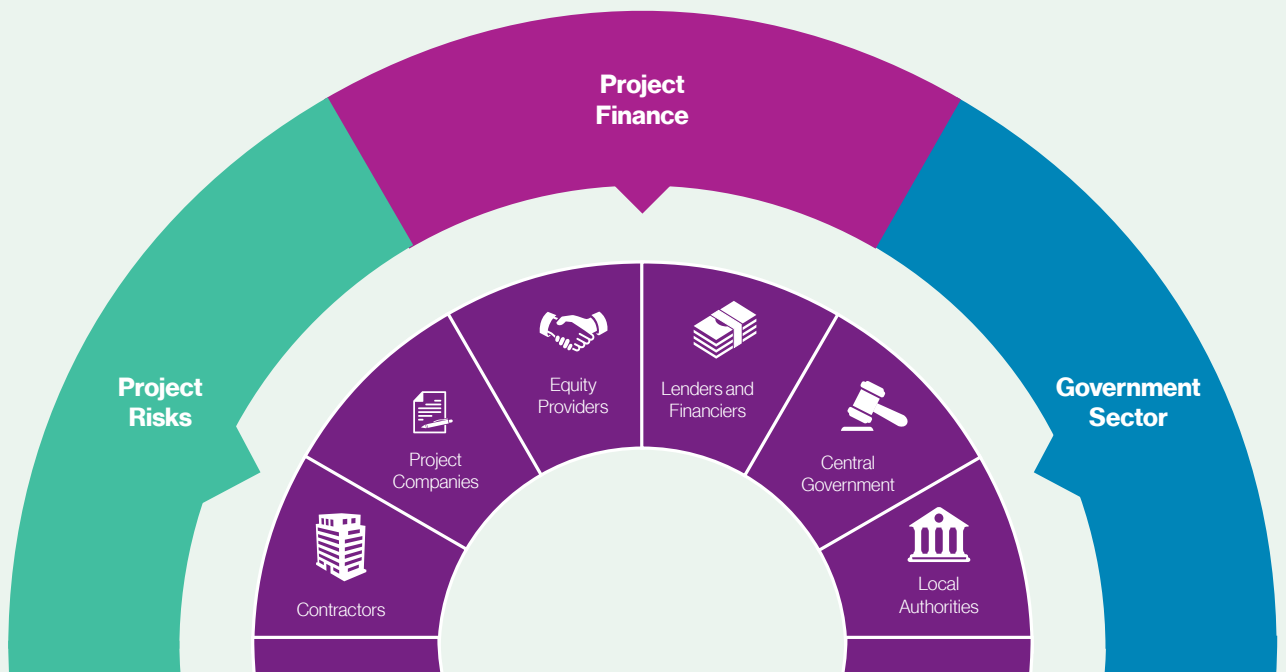 Project
Finance
Project
Risks
Government
Sector
Equity
Providers
Lenders and
Financiers
Project
Companies
Central
Government
Contractors
Local
Authorities